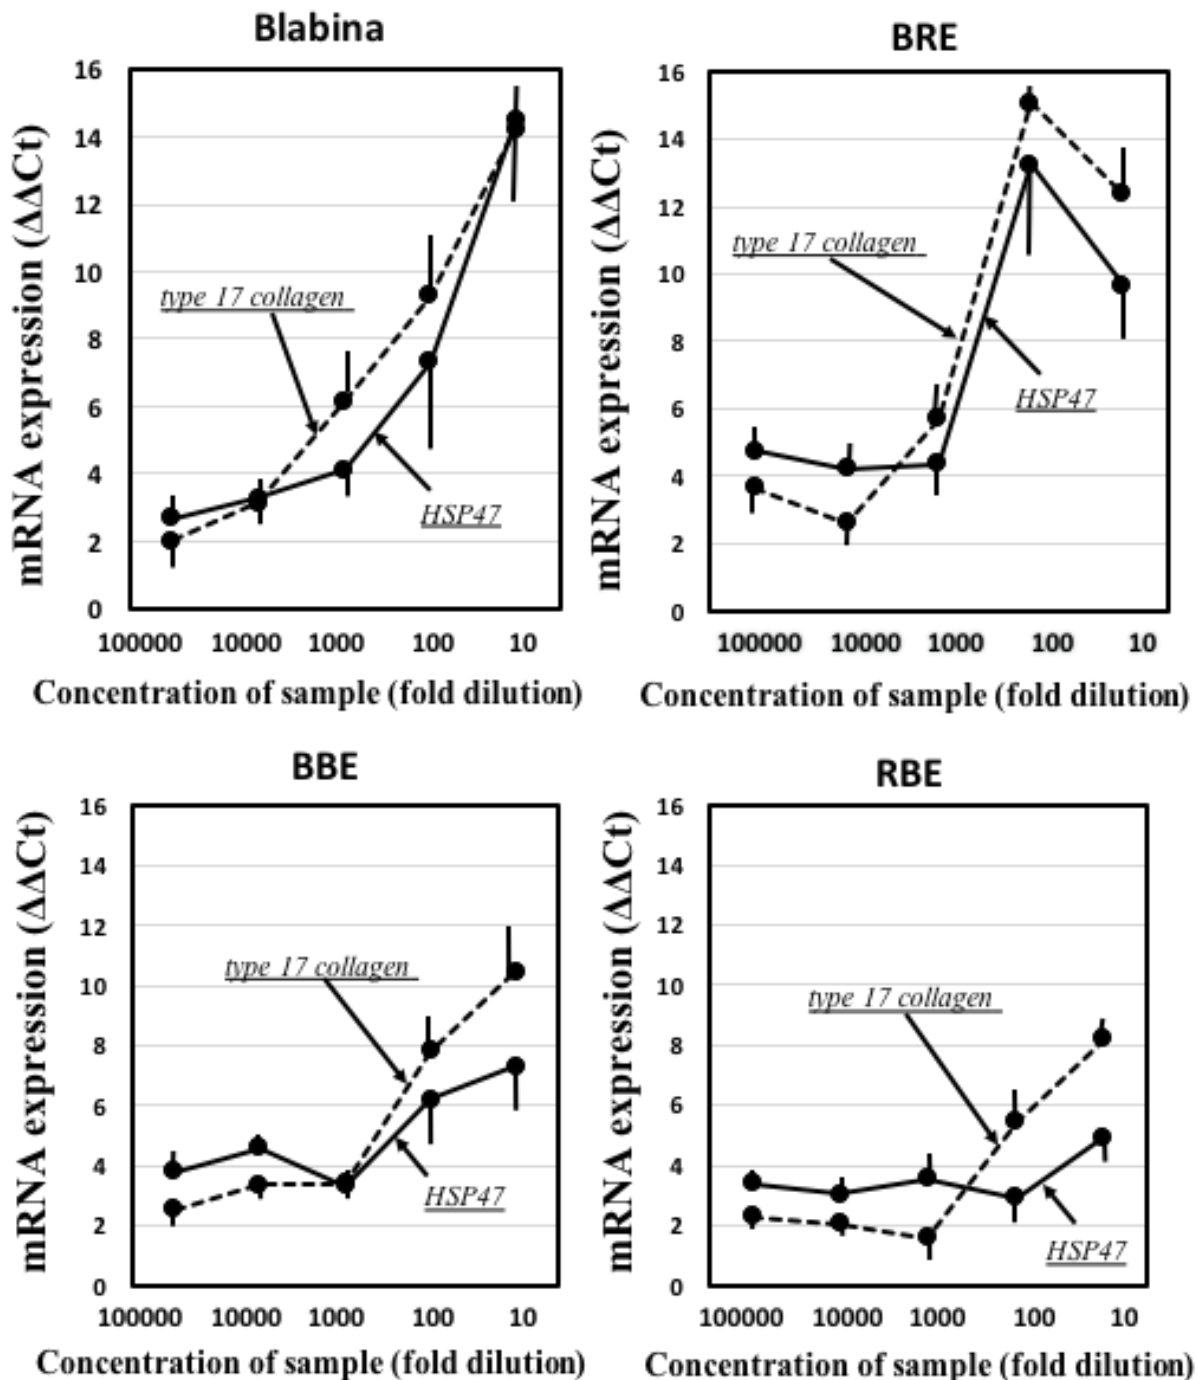 Blabina
mRNA expression (ΔΔCt)
16
14
12
10
8
6
4
2
0
type 17 collagen
HSP47
100000 10000 1000 100 10
Concentration of sample (fold dilution)
BRE
mRNA expression (ΔΔCt)
16
14
12
10
8
6
4
2
0
type 17 collagen
HSP47
100000 10000 1000 100 10
Concentration of sample (fold dilution)
BBE
mRNA expression (ΔΔCt)
16
14
12
10
8
6
4
2
0
type 17 collagen
HSP47
100000 10000 1000 100 10
Concentration of sample (fold dilution)
RBE
mRNA expression (ΔΔCt)
16
14
12
10
8
6
4
2
0
type 17 collagen
HSP47
100000 10000 1000 100 10
Concentration of sample (fold dilution)